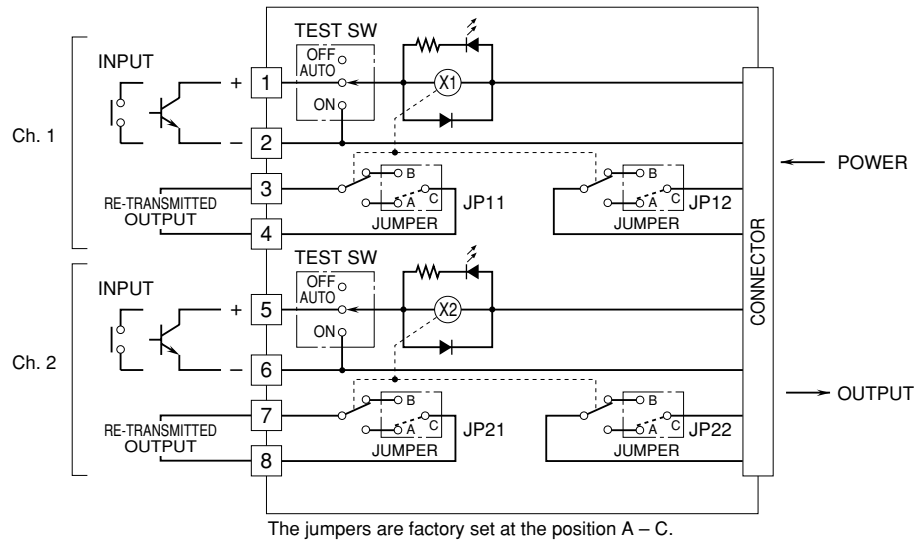 TEST SW
OFF
AUTO
ON
INPUT
Ch. 1
+
1
–
2
X1
3
4
RE-TRANSMITTED
OUTPUT
B
A
C
JP11
JUMPER
B
A
C
JP12
JUMPER
POWER
CONNECTOR
TEST SW
OFF
AUTO
ON
INPUT
Ch. 2
+
5
–
6
X2
7
8
RE-TRANSMITTED
OUTPUT
B
A
C
JP21
JUMPER
B
A
C
JP22
JUMPER
OUTPUT
The jumpers are factory set at the position A – C.